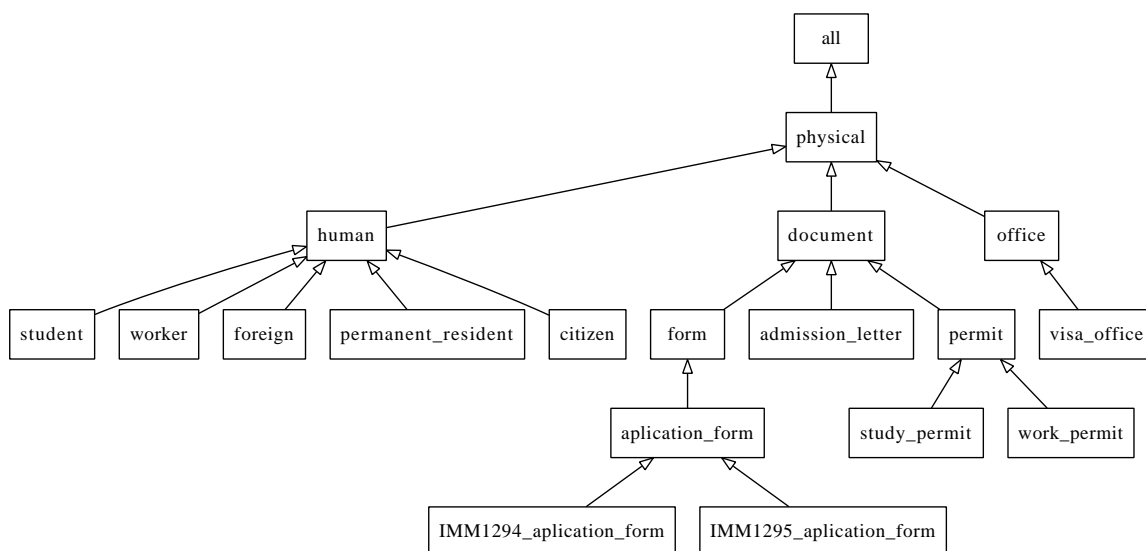 all
physical
human
document
office
student
worker
foreign
permanent_resident
citizen
form
admission_letter
permit
visa_office
aplication_form
study_permit
work_permit
IMM1294_aplication_form
IMM1295_aplication_form